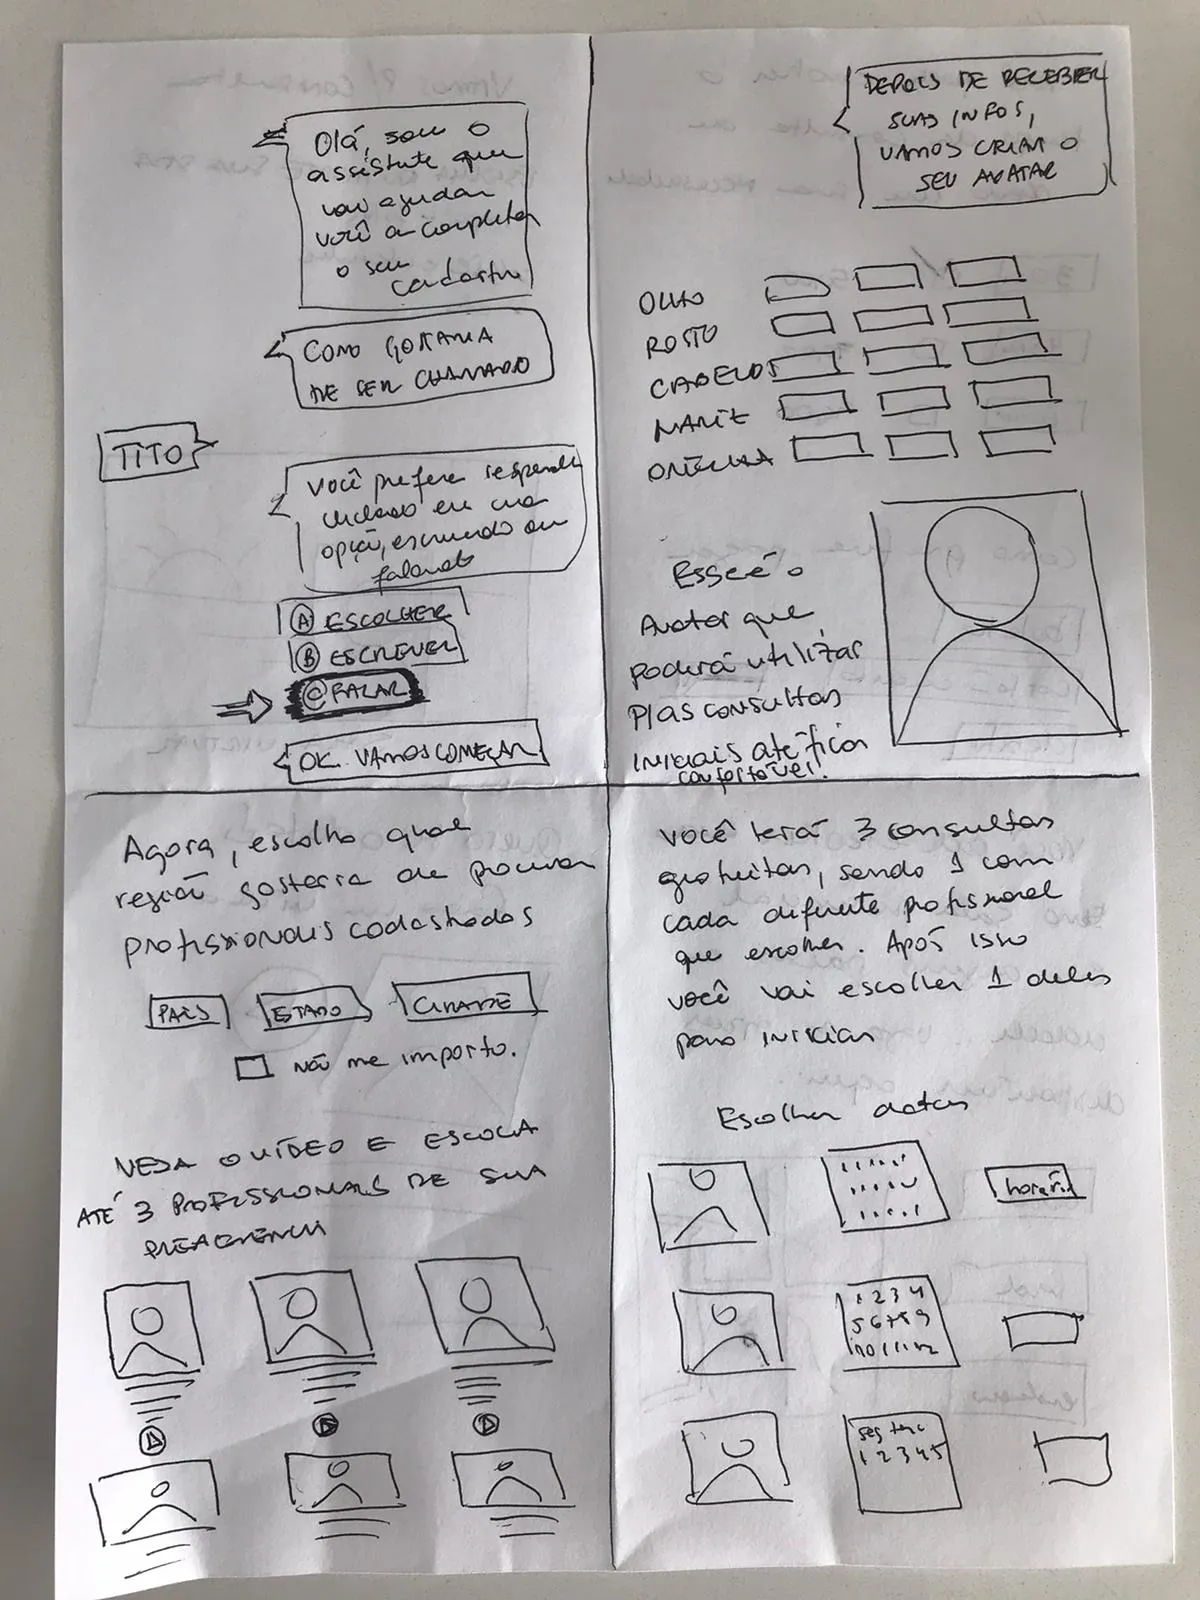 Olá, sou o
assistente que
vai ajudar
você a completar
o seu
cadastro
COMO GOSTARIA
DE SER CHAMADO
TITO
Você prefere responder
clicando em uma
opção, escrevendo ou
falando
A ESCOLHER
B ESCREVER
C FALAR
OK. VAMOS COMEÇAR.
DEPOIS DE RECEBER
SUAS INFOS,
VAMOS CRIAR O
SEU AVATAR
OLHO
ROSTO
CABELOS
NARIZ
ORELHA
Esse é o
Avatar que
poderá utilizar
P/ AS CONSULTAS
INICIAIS até ficar
confortável.
Agora, escolha qual
região gostaria de procurar
profissionais cadastrados
PAÍS
ESTADO
CIDADE
NÃO me importo.
VEJA O VÍDEO E ESCOLHA
ATÉ 3 PROFISSIONAIS DE SUA
PREFERÊNCIA
Você terá 3 consultas
gratuitas, sendo 1 com
cada diferente profissional
que escolher. Após isso
você vai escolher 1 deles
para iniciar
Escolher datas
horário
1 2 3 4
5 6 7 8 9
10 11 12
seg ter
1 2 3 4 5